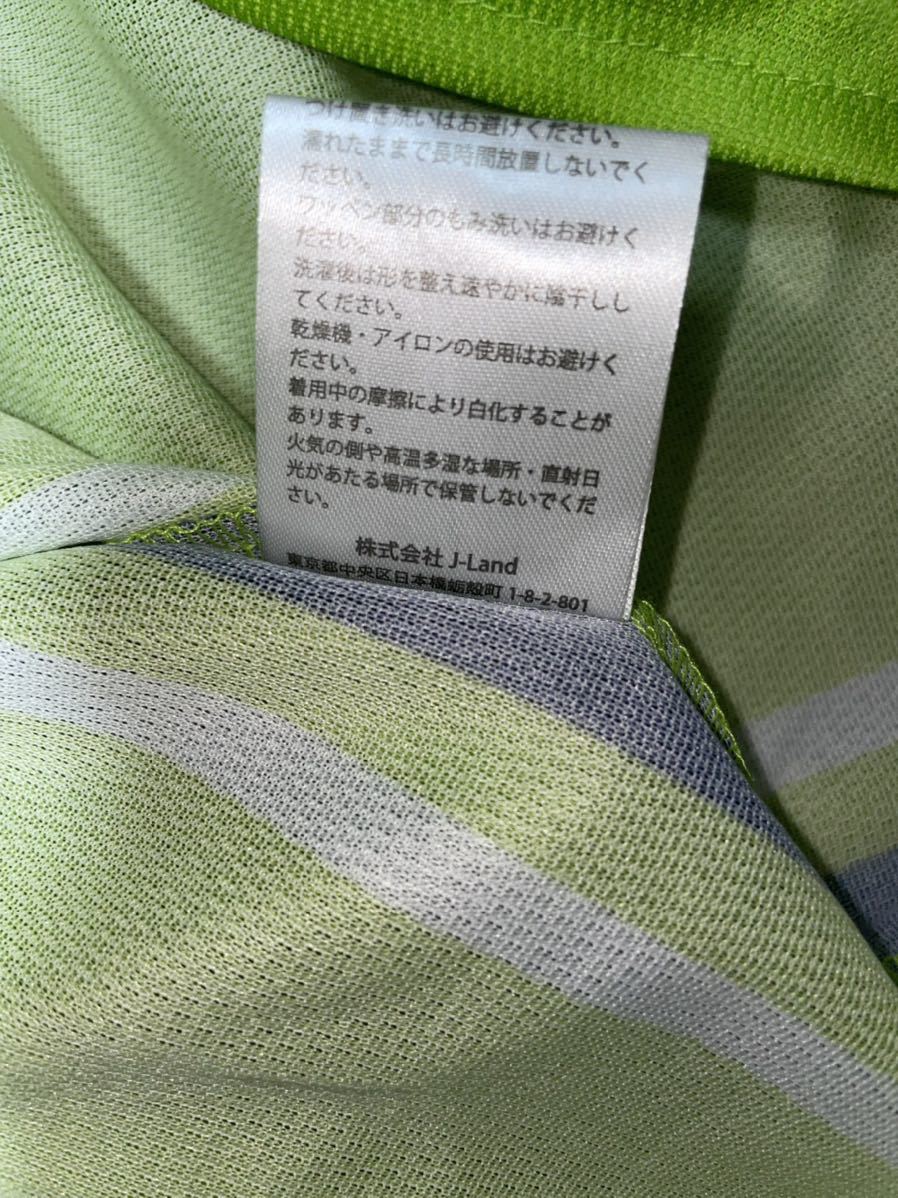 つけ置き洗いはお避けください。
濡れたままで長時間放置しないでく
ださい。
ワッペン部分のもみ洗いはお避けく
ださい。
洗濯後は形を整え速やかに陰干しし
てください。
乾燥機・アイロンの使用はお避けく
ださい。
着用中の摩擦により白化することが
あります。
火気の側や高温多湿な場所・直射日
光があたる場所で保管しないでくだ
さい。
株式会社 J-Land
東京都中央区日本橋蛎殻町 1-8-2-801